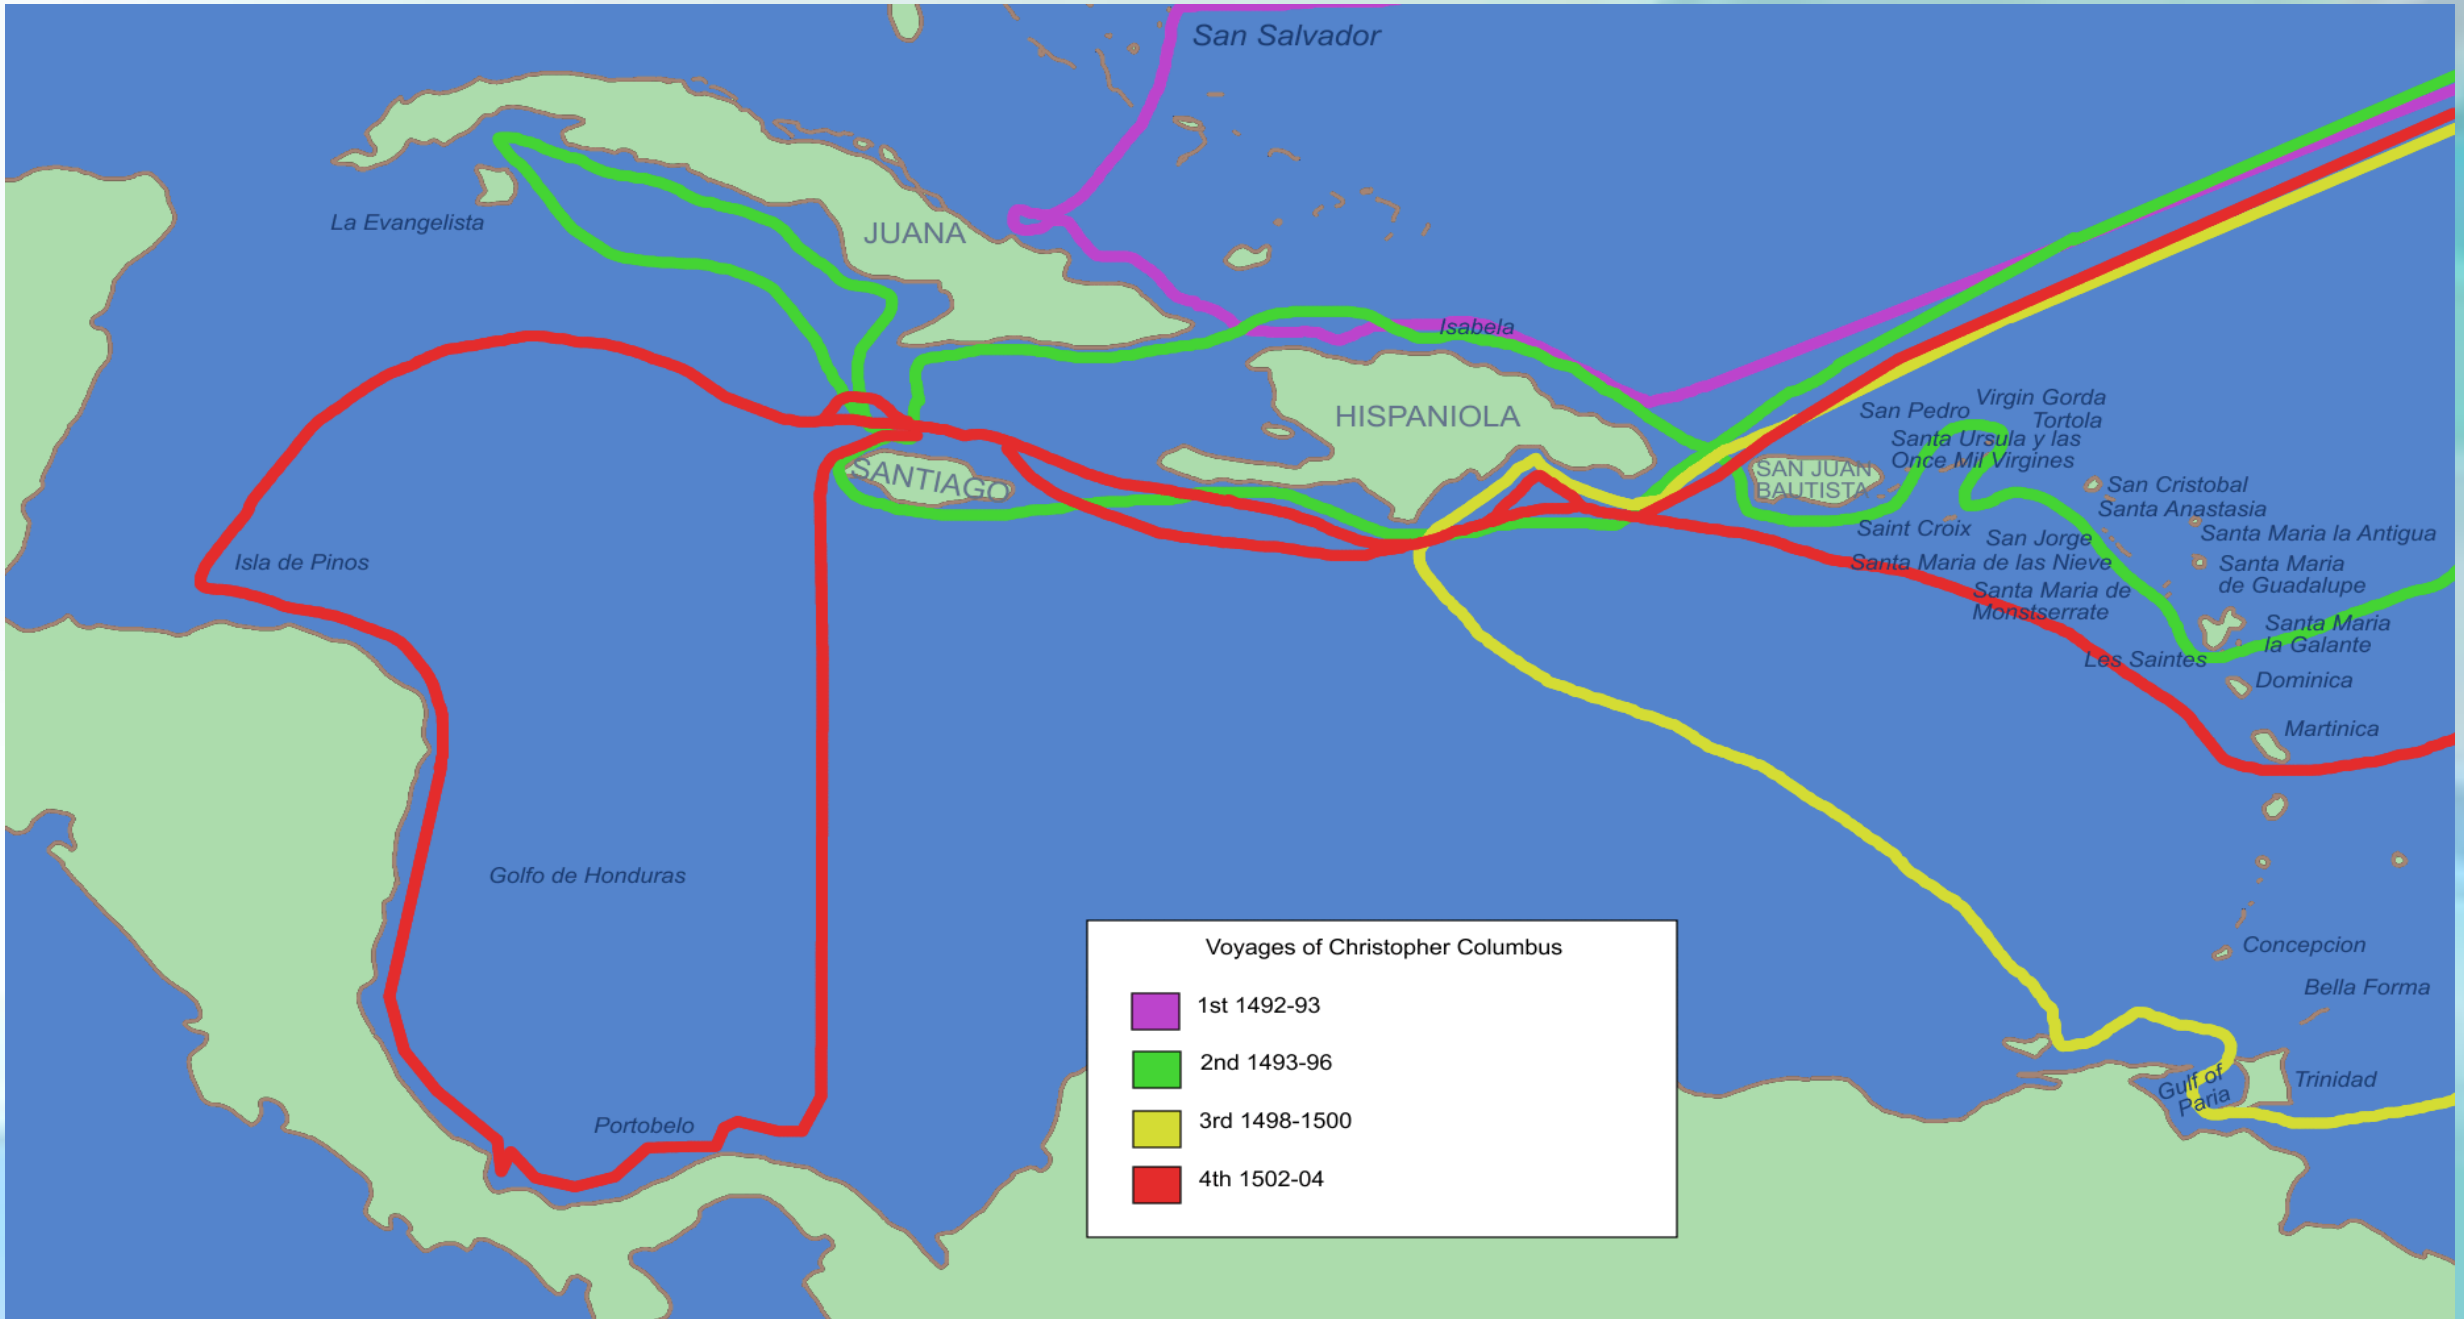 San Salvador
La Evangelista
JUANA
Isabela
HISPANIOLA
SANTIAGO
SAN JUAN
BAUTISTA
Virgin Gorda
San Pedro
Tortola
Santa Ursula y las
Once Mil Virgines
San Cristobal
Santa Anastasia
Saint Croix
San Jorge
Santa Maria la Antigua
Santa Maria de las Nieve
Santa Maria
de Guadalupe
Santa Maria de
Monstserrate
Santa Maria
la Galante
Les Saintes
Dominica
Martinica
Isla de Pinos
Golfo de Honduras
Concepcion
Bella Forma
Trinidad
Gulf of
Paria
Portobelo
Voyages of Christopher Columbus
1st 1492-93
2nd 1493-96
3rd 1498-1500
4th 1502-04